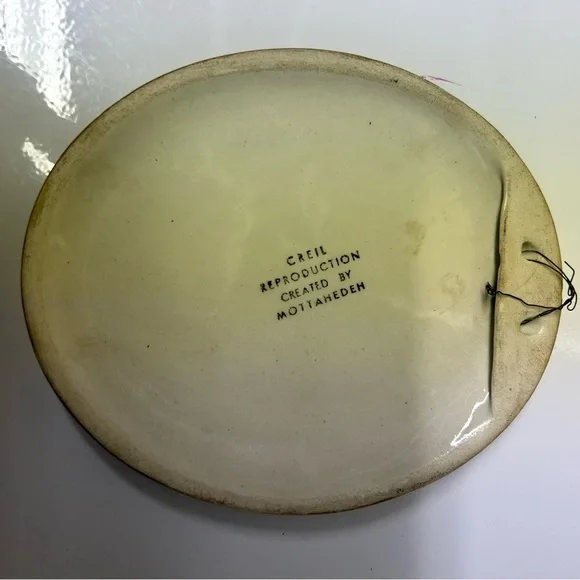 CREIL
REPRODUCTION
CREATED BY
MOTTAHEDEH